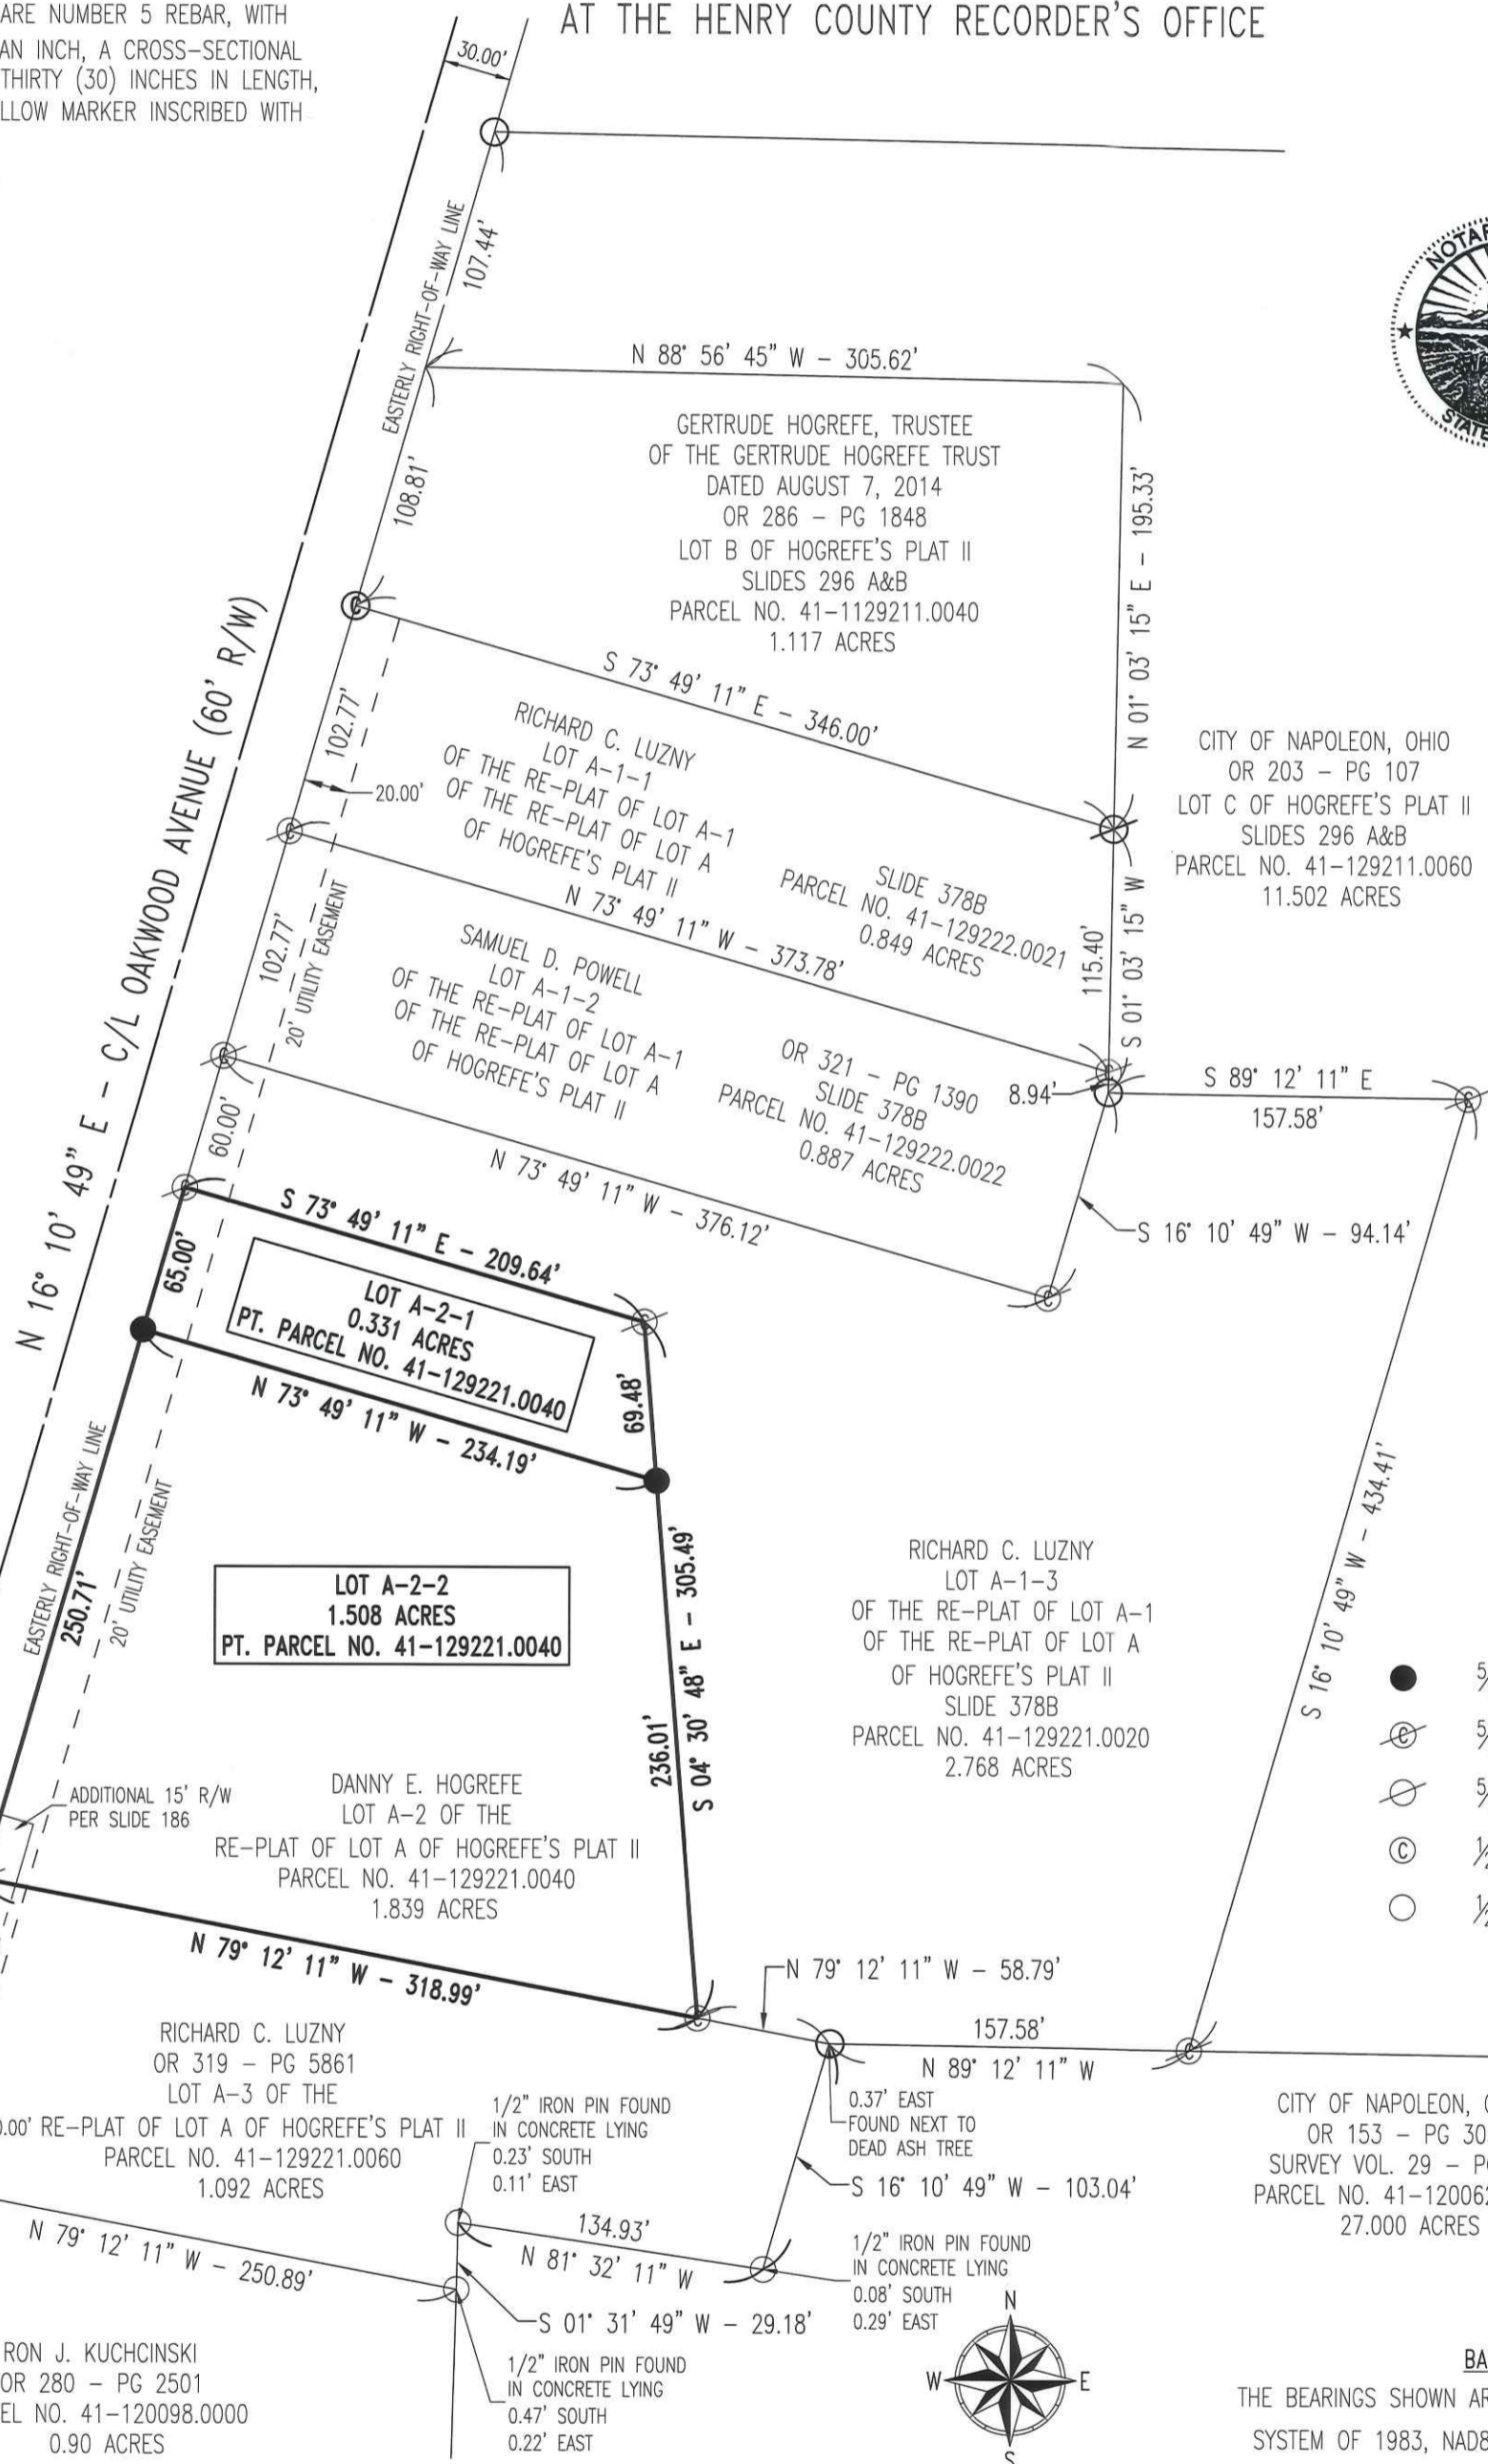 ARE NUMBER 5 REBAR, WITH
AN INCH, A CROSS-SECTIONAL
THIRTY (30) INCHES IN LENGTH,
LLOW MARKER INSCRIBED WITH
AT THE HENRY COUNTY RECORDER'S OFFICE
30.00'
EASTERLY RIGHT-OF-WAY LINE
107.44'
NOTAR
STATE
N 88° 56' 45" W - 305.62'
108.81'
GERTRUDE HOGREFE, TRUSTEE
OF THE GERTRUDE HOGREFE TRUST
DATED AUGUST 7, 2014
OR 286 - PG 1848
LOT B OF HOGREFE'S PLAT II
SLIDES 296 A&B
PARCEL NO. 41-1129211.0040
1.117 ACRES
N 01° 03' 15" E - 195.33'
C
S 73° 49' 11" E - 346.00'
N 16° 10' 49" E - C/L OAKWOOD AVENUE (60' R/W)
102.77'
20.00'
RICHARD C. LUZNY
LOT A-1-1
OF THE RE-PLAT OF LOT A-1
OF THE RE-PLAT OF LOT A
OF HOGREFE'S PLAT II
SLIDE 378B
PARCEL NO. 41-129222.0021
0.849 ACRES
CITY OF NAPOLEON, OHIO
OR 203 - PG 107
LOT C OF HOGREFE'S PLAT II
SLIDES 296 A&B
PARCEL NO. 41-129211.0060
11.502 ACRES
C
N 73° 49' 11" W - 373.78'
115.40'
S 01° 03' 15" W
102.77'
20' UTILITY EASEMENT
SAMUEL D. POWELL
LOT A-1-2
OF THE RE-PLAT OF LOT A-1
OF THE RE-PLAT OF LOT A
OF HOGREFE'S PLAT II
OR 321 - PG 1390
SLIDE 378B
PARCEL NO. 41-129222.0022
0.887 ACRES
C
8.94'
S 89° 12' 11" E
157.58'
C
C
60.00'
N 73° 49' 11" W - 376.12'
S 16° 10' 49" W - 94.14'
C
C
S 73° 49' 11" E - 209.64'
65.00'
LOT A-2-1
0.331 ACRES
PT. PARCEL NO. 41-129221.0040
C
69.48'
N 73° 49' 11" W - 234.19'
EASTERLY RIGHT-OF-WAY LINE
250.71'
20' UTILITY EASEMENT
LOT A-2-2
1.508 ACRES
PT. PARCEL NO. 41-129221.0040
236.01'
S 04° 30' 48" E - 305.49'
RICHARD C. LUZNY
LOT A-1-3
OF THE RE-PLAT OF LOT A-1
OF THE RE-PLAT OF LOT A
OF HOGREFE'S PLAT II
SLIDE 378B
PARCEL NO. 41-129221.0020
2.768 ACRES
S 16° 10' 49" W - 434.41'
5/
C 5/
5/
C 1/2
1/2
ADDITIONAL 15' R/W
PER SLIDE 186
DANNY E. HOGREFE
LOT A-2 OF THE
RE-PLAT OF LOT A OF HOGREFE'S PLAT II
PARCEL NO. 41-129221.0040
1.839 ACRES
N 79° 12' 11" W - 318.99'
C
N 79° 12' 11" W - 58.79'
157.58'
N 89° 12' 11" W
C
RICHARD C. LUZNY
OR 319 - PG 5861
LOT A-3 OF THE
0.00' RE-PLAT OF LOT A OF HOGREFE'S PLAT II
PARCEL NO. 41-129221.0060
1.092 ACRES
1/2" IRON PIN FOUND
IN CONCRETE LYING
0.23' SOUTH
0.11' EAST
0.37' EAST
FOUND NEXT TO
DEAD ASH TREE
S 16° 10' 49" W - 103.04'
CITY OF NAPOLEON,
OR 153 - PG 30
SURVEY VOL. 29 - P
PARCEL NO. 41-120062
27.000 ACRES
N 79° 12' 11" W - 250.89'
134.93'
N 81° 32' 11" W
1/2" IRON PIN FOUND
IN CONCRETE LYING
0.08' SOUTH
0.29' EAST
S 01° 31' 49" W - 29.18'
1/2" IRON PIN FOUND
IN CONCRETE LYING
0.47' SOUTH
0.22' EAST
RON J. KUCHCINSKI
OR 280 - PG 2501
EL NO. 41-120098.0000
0.90 ACRES
N
W
E
S
BA
THE BEARINGS SHOWN AR
SYSTEM OF 1983, NAD8